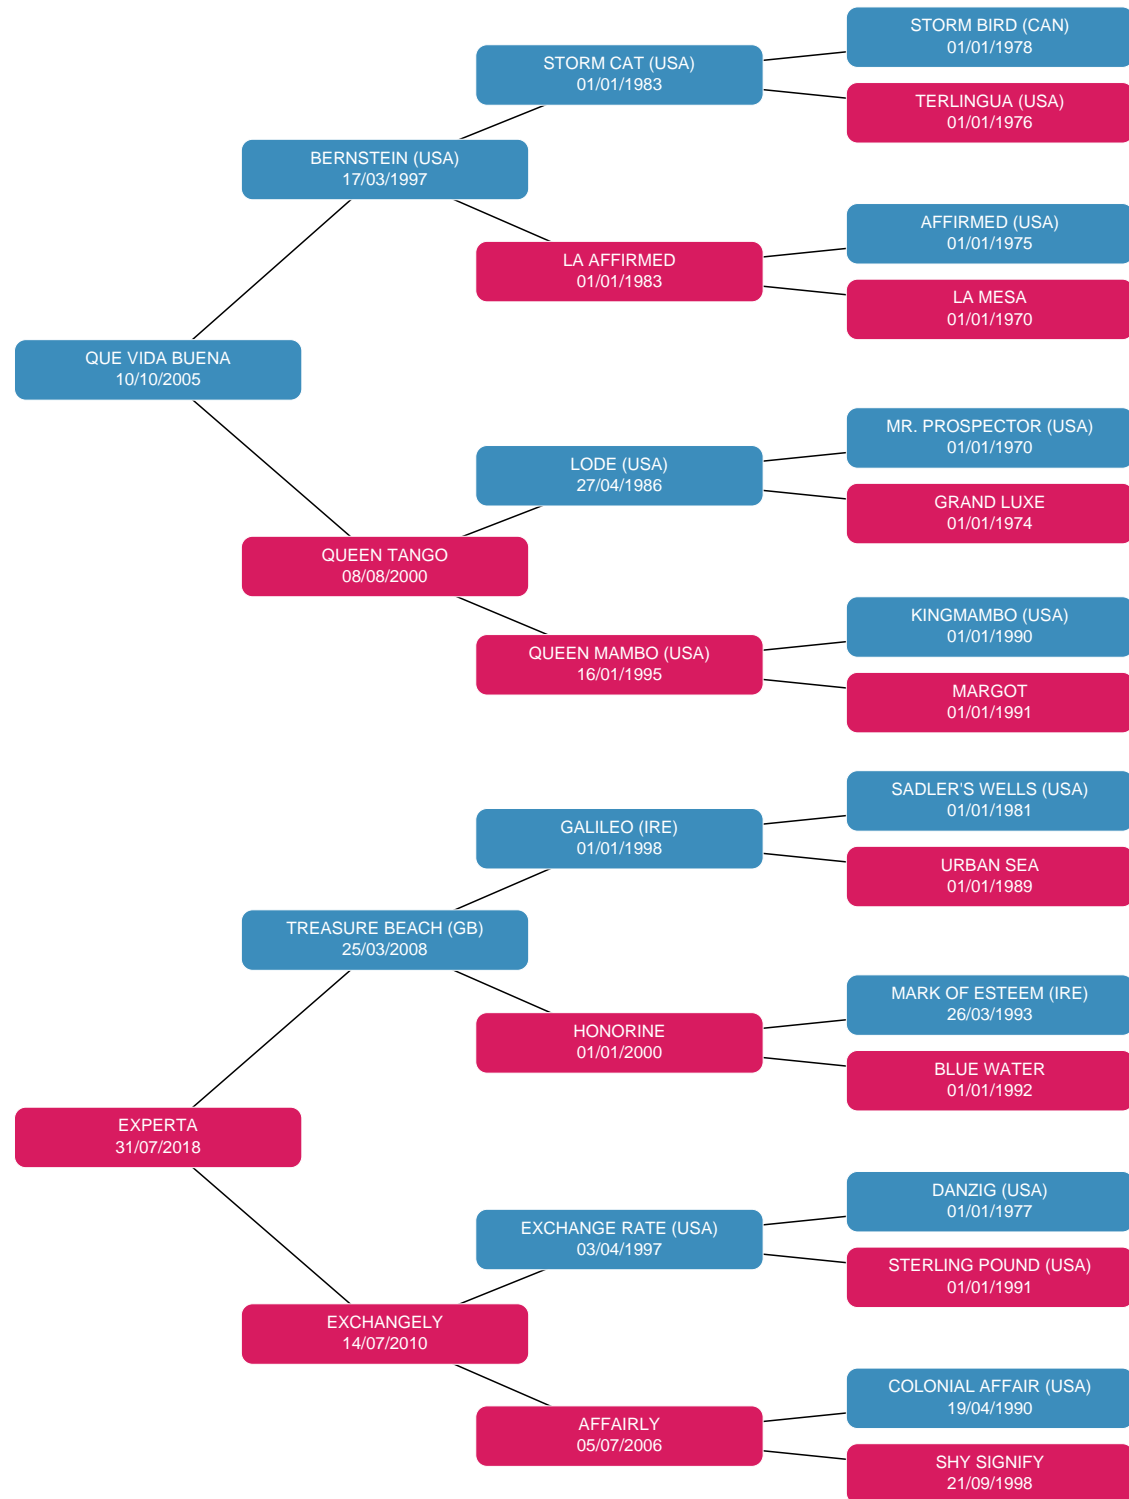 STORM BIRD (CAN)
01/01/1978
STORM CAT (USA)
01/01/1983
TERLINGUA (USA)
01/01/1976
BERNSTEIN (USA)
17/03/1997
AFFIRMED (USA)
01/01/1975
LA AFFIRMED
01/01/1983
LA MESA
01/01/1970
QUE VIDA BUENA
10/10/2005
MR. PROSPECTOR (USA)
01/01/1970
LODE (USA)
27/04/1986
GRAND LUXE
01/01/1974
QUEEN TANGO
08/08/2000
KINGMAMBO (USA)
01/01/1990
QUEEN MAMBO (USA)
16/01/1995
MARGOT
01/01/1991
SADLER'S WELLS (USA)
01/01/1981
GALILEO (IRE)
01/01/1998
URBAN SEA
01/01/1989
TREASURE BEACH (GB)
25/03/2008
MARK OF ESTEEM (IRE)
26/03/1993
HONORINE
01/01/2000
BLUE WATER
01/01/1992
EXPERTA
31/07/2018
DANZIG (USA)
01/01/1977
EXCHANGE RATE (USA)
03/04/1997
STERLING POUND (USA)
01/01/1991
EXCHANGELY
14/07/2010
COLONIAL AFFAIR (USA)
19/04/1990
AFFAIRLY
05/07/2006
SHY SIGNIFY
21/09/1998